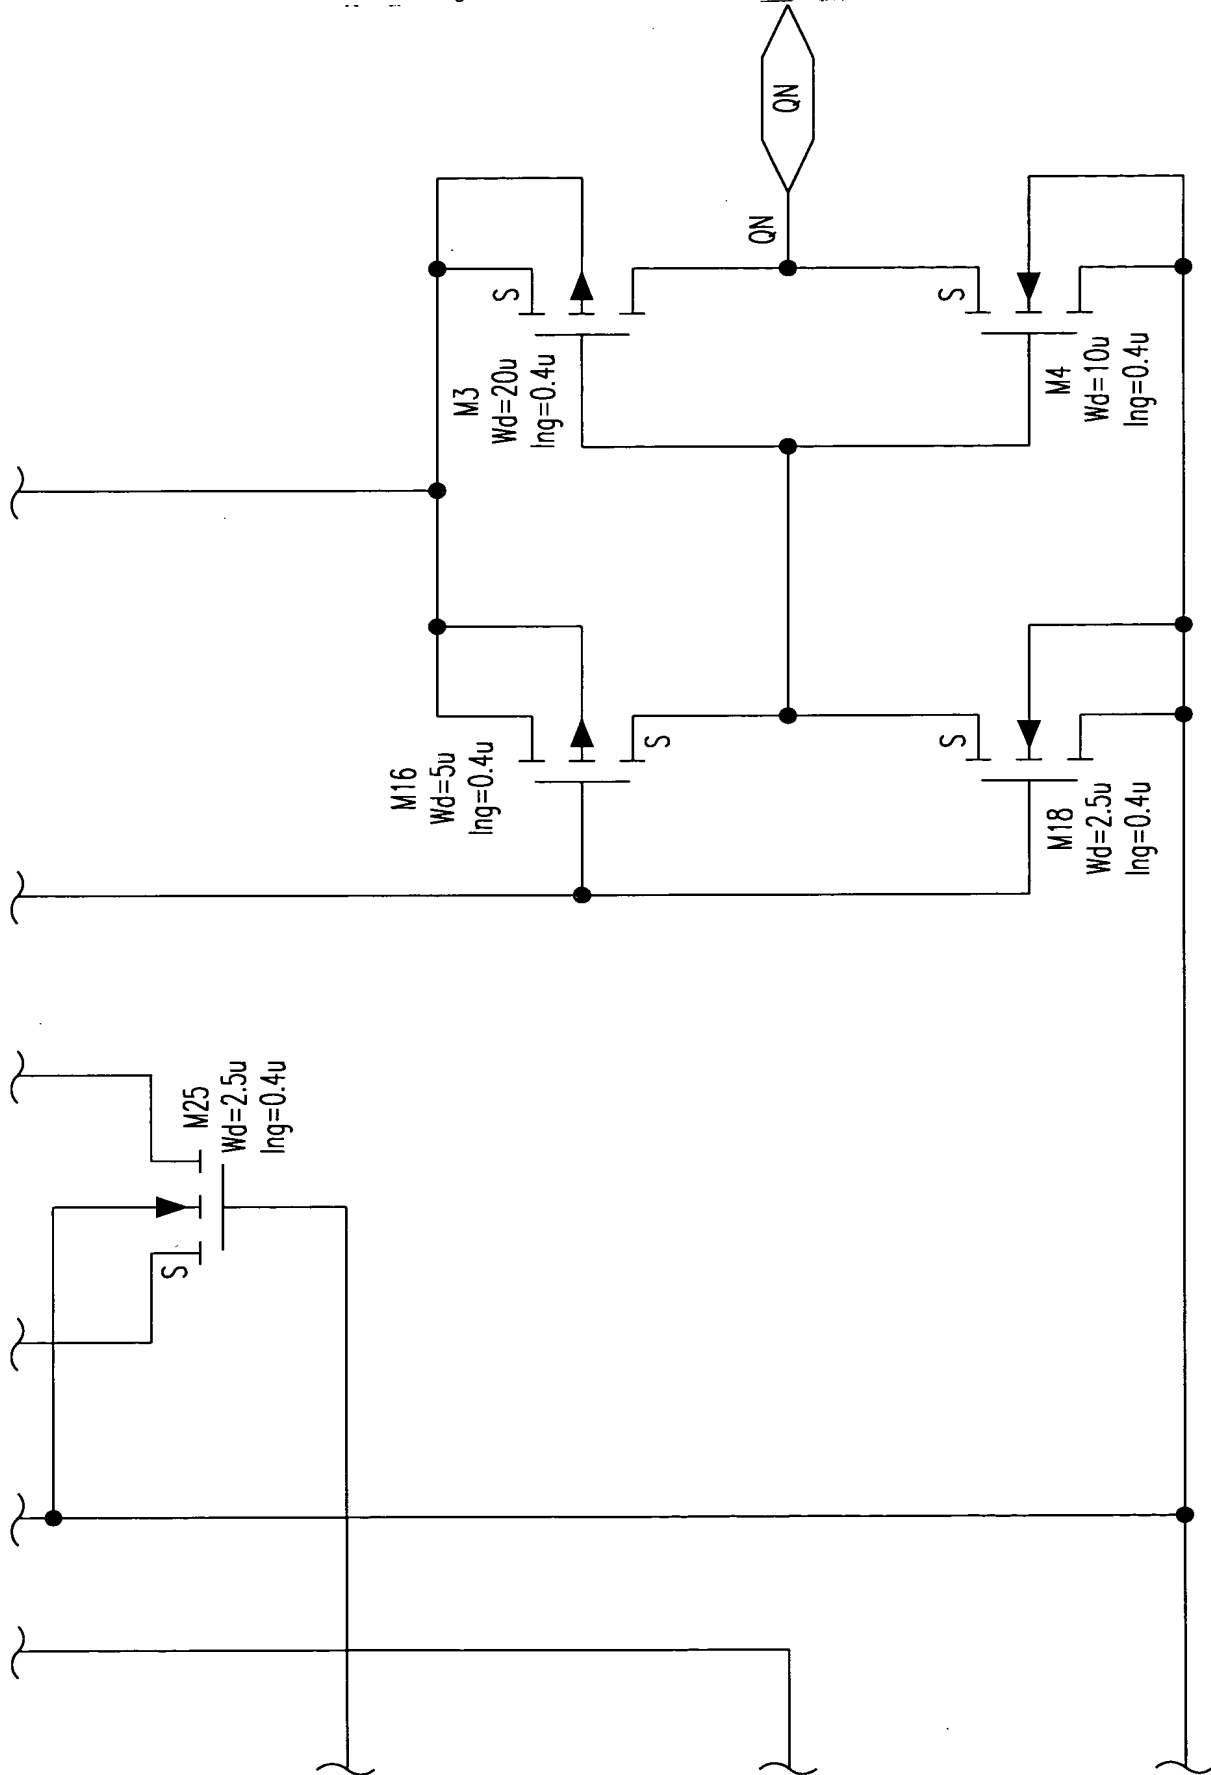 QN
QN
S
M3
Wd=20u
lng=0.4u
S
M4
Wd=10u
lng=0.4u
M16
Wd=5u
lng=0.4u
S
S
M18
Wd=2.5u
lng=0.4u
M25
Wd=2.5u
lng=0.4u
S